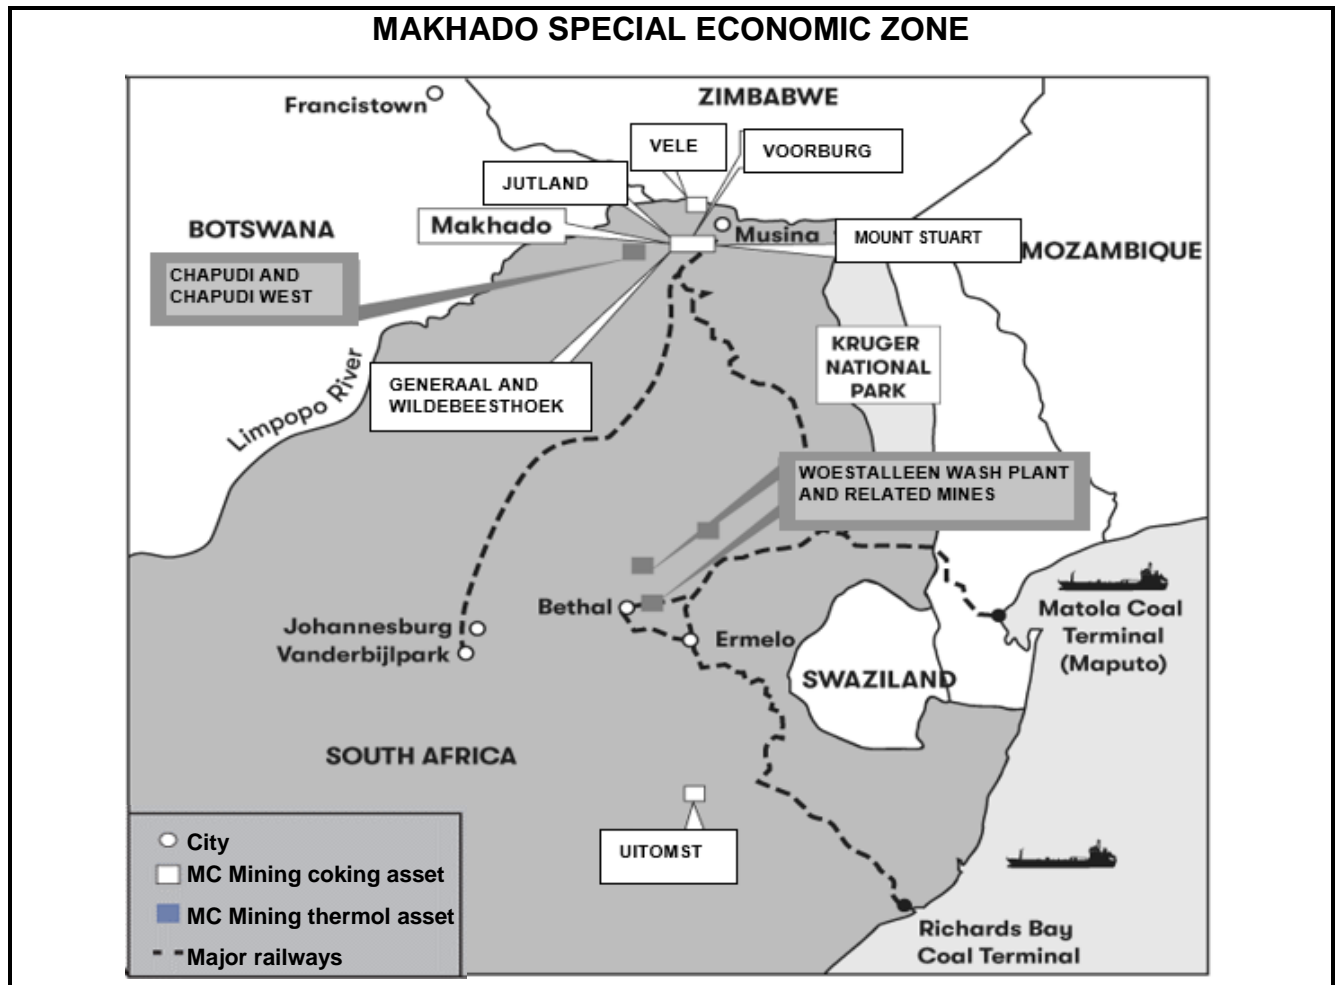 MAKHADO SPECIAL ECONOMIC ZONE
Francistown
ZIMBABWE
VELE
VOORBURG
JUTLAND
BOTSWANA
Makhado
Musina
MOUNT STUART
MOZAMBIQUE
CHAPUDI AND
CHAPUDI WEST
KRUGER
NATIONAL
PARK
GENERAAL AND
WILDEBEESTHOEK
Limpopo River
WOESTALLEEN WASH PLANT
AND RELATED MINES
Bethal
Matola Coal
Terminal
(Maputo)
Johannesburg
Vanderbijlpark
Ermelo
SWAZILAND
SOUTH AFRICA
UITOMST
City
MC Mining coking asset
MC Mining thermol asset
Major railways
Richards Bay
Coal Terminal